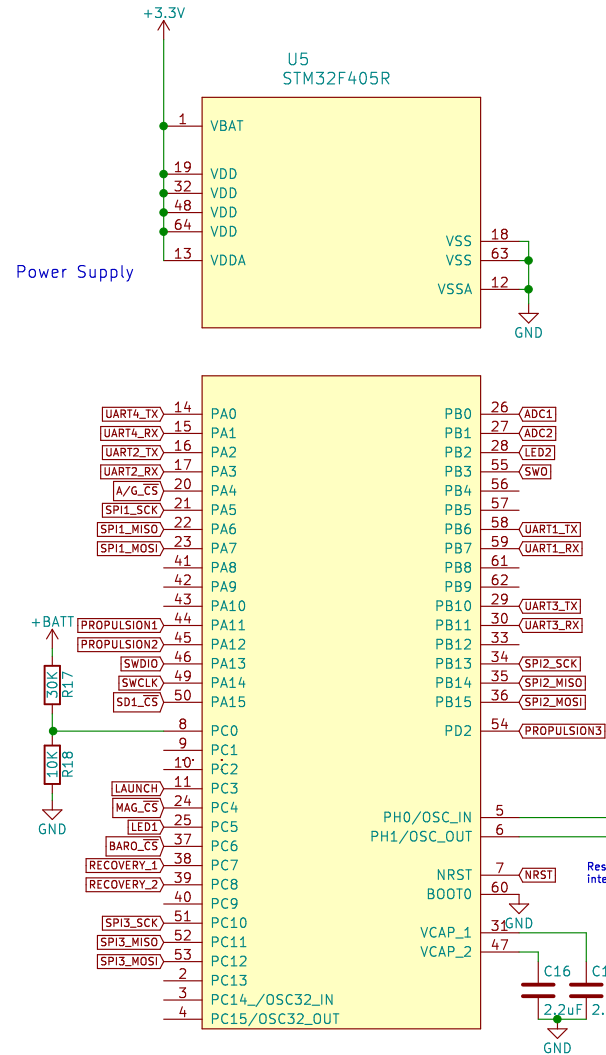 +3.3V
U5
STM32F405R
1 VBAT
19 VDD
32 VDD
48 VDD
64 VDD
13 VDDA
VSS 18
VSS 63
VSSA 12
Power Supply
GND
UART4_TX 14 PA0
UART4_RX 15 PA1
UART2_TX 16 PA2
UART2_RX 17 PA3
A/G_CS 20 PA4
SPI1_SCK 21 PA5
SPI1_MISO 22 PA6
SPI1_MOSI 23 PA7
41 PA8
42 PA9
43 PA10
PROPULSION1 44 PA11
PROPULSION2 45 PA12
SWDIO 46 PA13
SWCLK 49 PA14
SD1_CS 50 PA15
+BATT
30K R17
10K R18
GND
8 PC0
9 PC1
10 PC2
LAUNCH 11 PC3
MAG_CS 24 PC4
LED1 25 PC5
BARO_CS 37 PC6
RECOVERY_1 38 PC7
RECOVERY_2 39 PC8
40 PC9
SPI3_SCK 51 PC10
SPI3_MISO 52 PC11
SPI3_MOSI 53 PC12
2 PC13
3 PC14_/OSC32_IN
4 PC15/OSC32_OUT
PB0 26 ADC1
PB1 27 ADC2
PB2 28 LED2
PB3 55 SWO
PB4 56
PB5 57
PB6 58 UART1_TX
PB7 59 UART1_RX
PB8 61
PB9 62
PB10 29 UART3_TX
PB11 30 UART3_RX
PB12 33
PB13 34 SPI2_SCK
PB14 35 SPI2_MISO
PB15 36 SPI2_MOSI
PD2 54 PROPULSION3
PH0/OSC_IN 5
PH1/OSC_OUT 6
Res
inte
NRST 7 NRST
BOOT0 60
GND
VCAP_1 31
VCAP_2 47
C16
2.2uF
C1
2.
GND